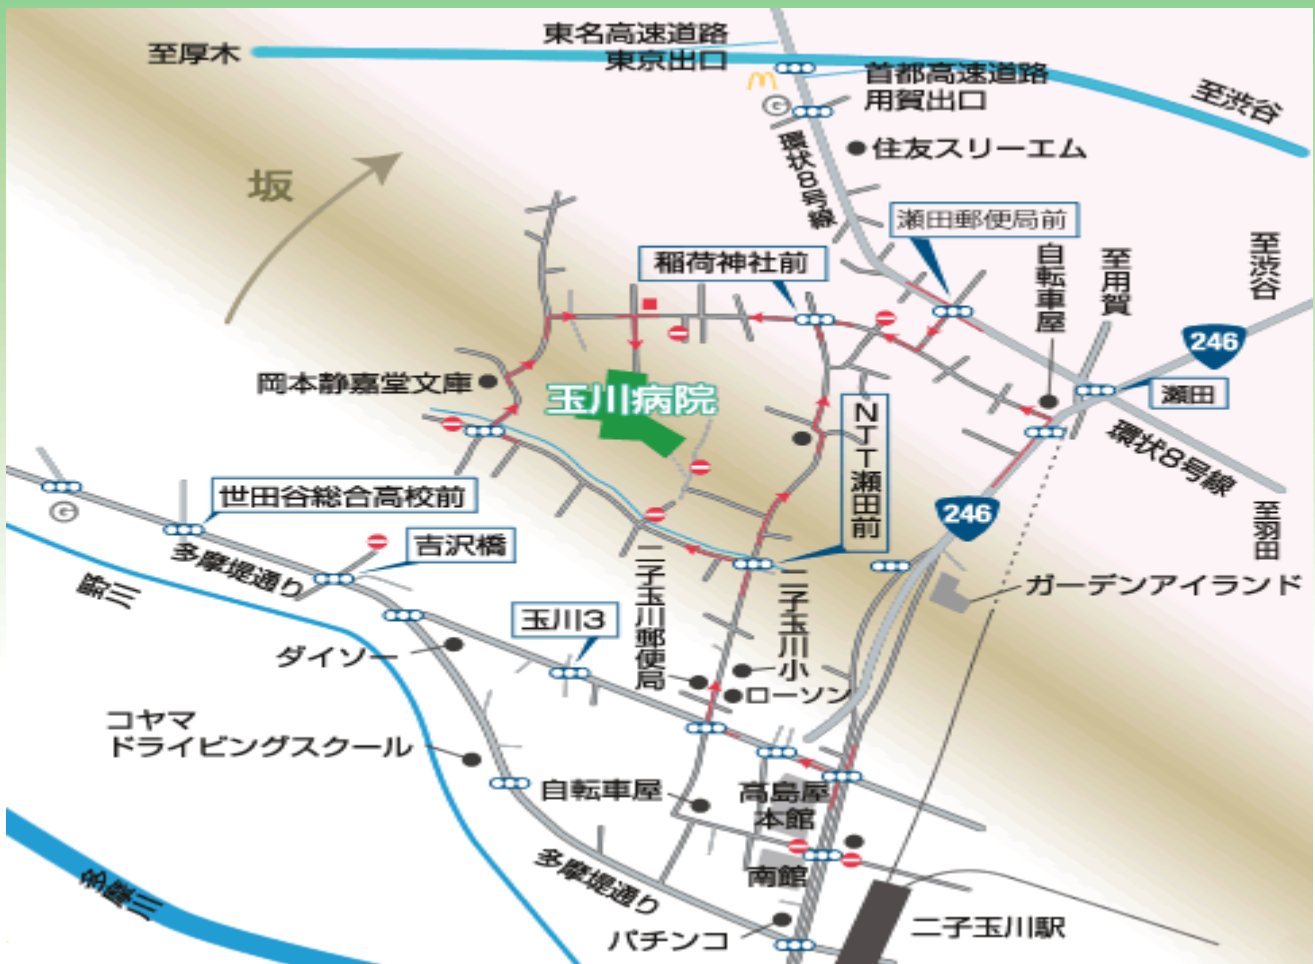 東名高速道路
東京出口
至厚木
首都高速道路
用賀出口
至渋谷
G
住友スリーエム
環状8号線
坂
瀬田郵便局前
稲荷神社前
自転車屋
至用賀
至渋谷
246
岡本静嘉堂文庫
玉川病院
瀬田
NTT瀬田前
環状8号線
世田谷総合高校前
G
246
至羽田
吉沢橋
多摩堤通り
野川
二子玉川郵便局
二子玉川小
ガーデンアイランド
玉川3
ダイソー
ローソン
コヤマ
ドライビングスクール
自転車屋
高島屋
本館
多摩堤通り
南館
多摩川
パチンコ
二子玉川駅